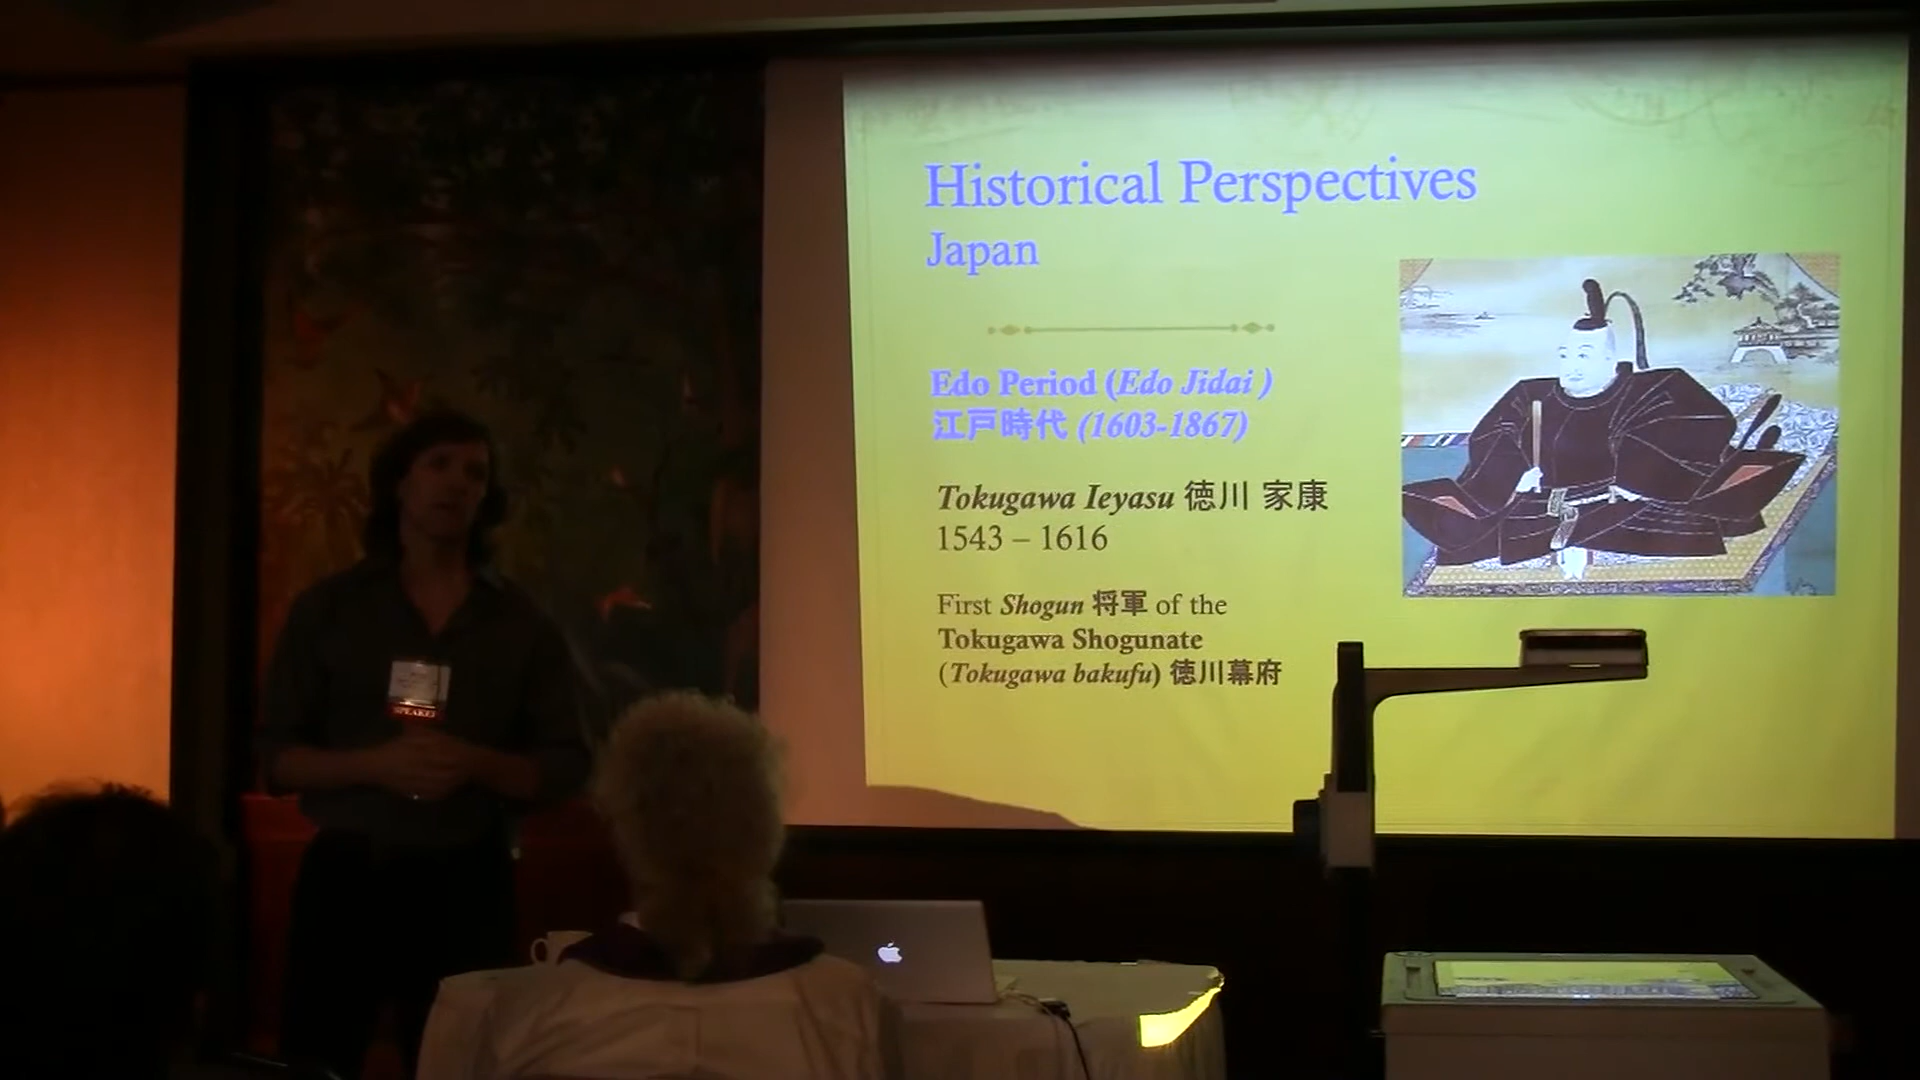 Historical Perspectives
Japan
Edo Period (Edo Jidai )
江戸時代 (1603-1867)
Tokugawa Ieyasu 徳川 家康
1543 – 1616
First Shogun 将軍 of the
Tokugawa Shogunate
(Tokugawa bakufu) 徳川幕府
SPEAKER